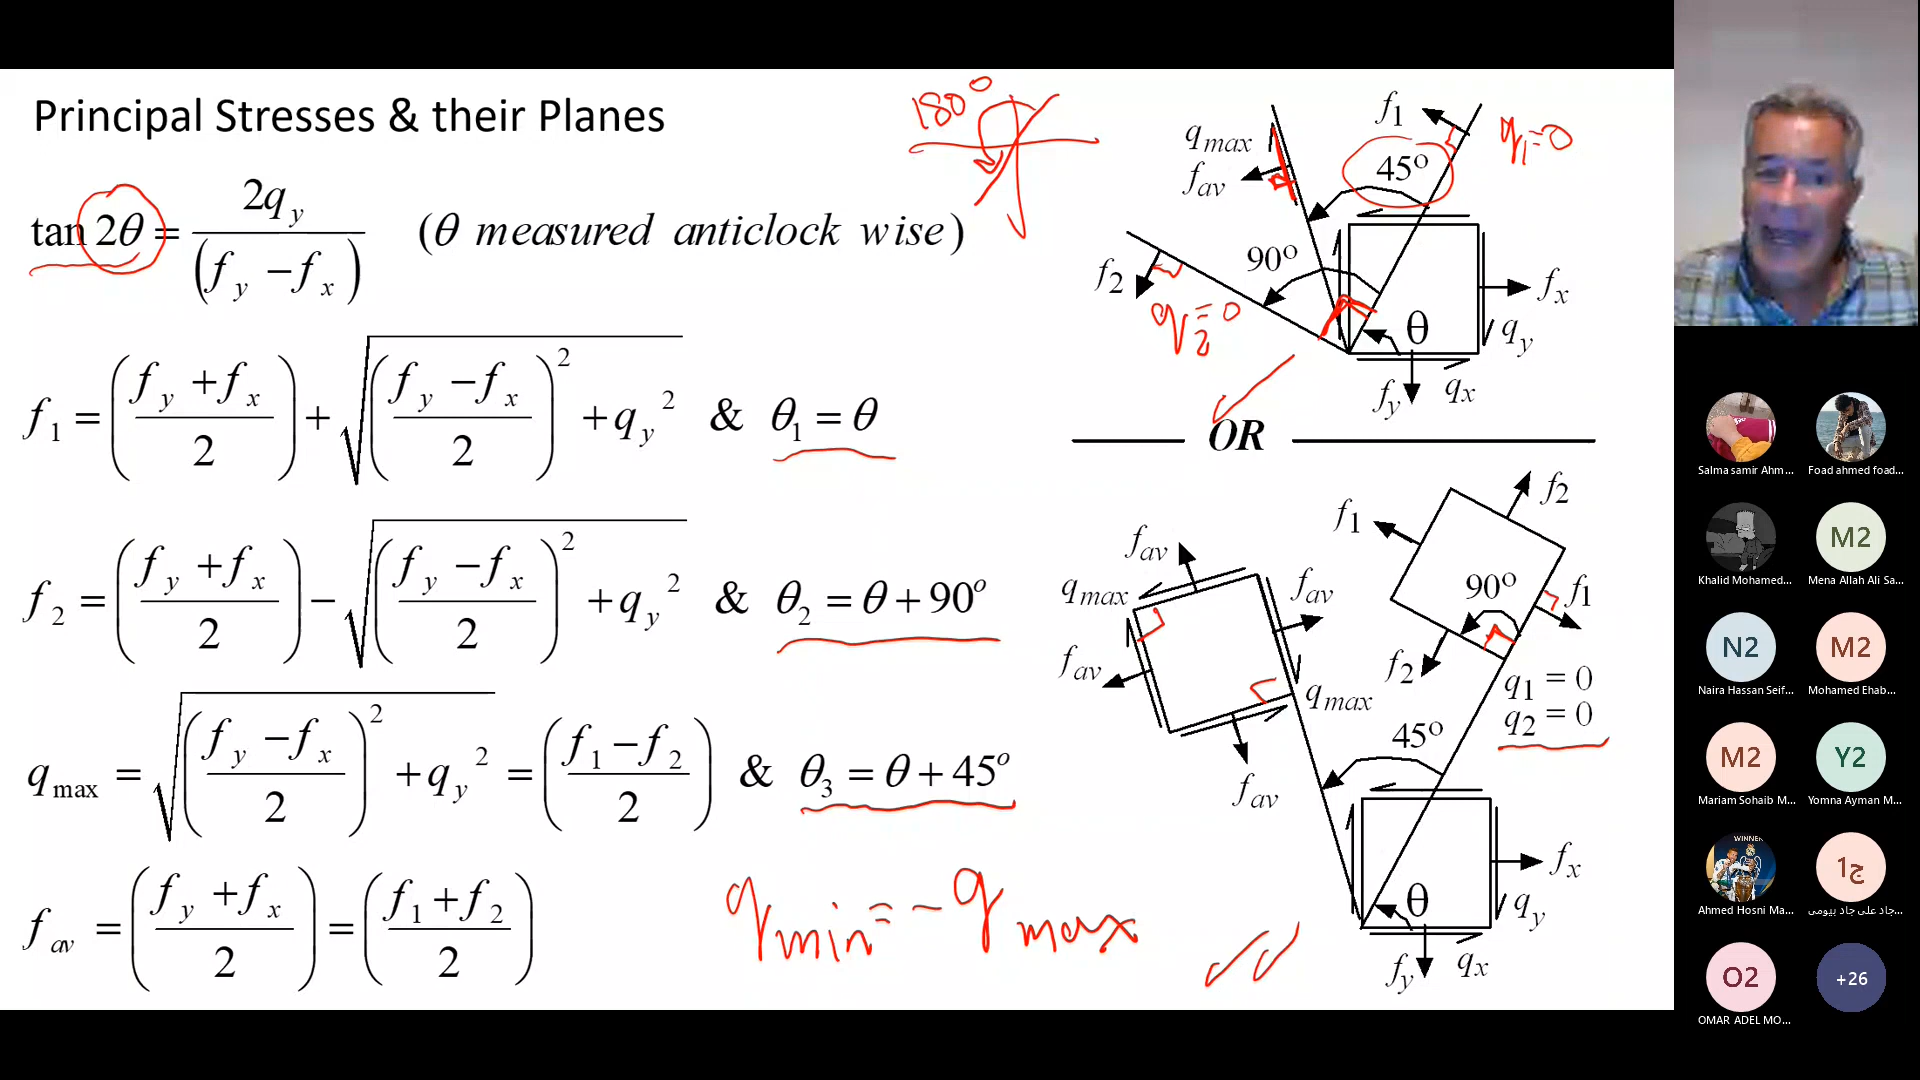 Principal Stresses & their Planes
180°
tan 2θ = 2q_y / (f_y − f_x) (θ measured anticlock wise)
f_1 = ((f_y + f_x) / 2) + √(((f_y − f_x) / 2)² + q_y²) & θ_1 = θ
f_2 = ((f_y + f_x) / 2) − √(((f_y − f_x) / 2)² + q_y²) & θ_2 = θ + 90°
q_max = √(((f_y − f_x) / 2)² + q_y²) = ((f_1 − f_2) / 2) & θ_3 = θ + 45°
f_av = ((f_y + f_x) / 2) = ((f_1 + f_2) / 2)
q_min = −q_max
f_1
q_1 = 0
q_max
45°
f_av
90°
f_2
f_x
q_2 = 0
θ
q_y
f_y
q_x
OR
f_2
f_1
f_av
90°
q_max
f_av
f_1
f_av
f_2
q_1 = 0
q_max
q_2 = 0
45°
f_av
f_x
θ
q_y
f_y
q_x
Salma samir Ahm...
Foad ahmed foad...
M2
Khalid Mohamed...
Mena Allah Ali Sa...
N2
M2
Naira Hassan Seif...
Mohamed Ehab...
M2
Y2
Mariam Sohaib M...
Yomna Ayman M...
WINNER
ج1
Ahmed Hosni Ma...
جاد على جاد بيومى...
O2
+26
OMAR ADEL MO...